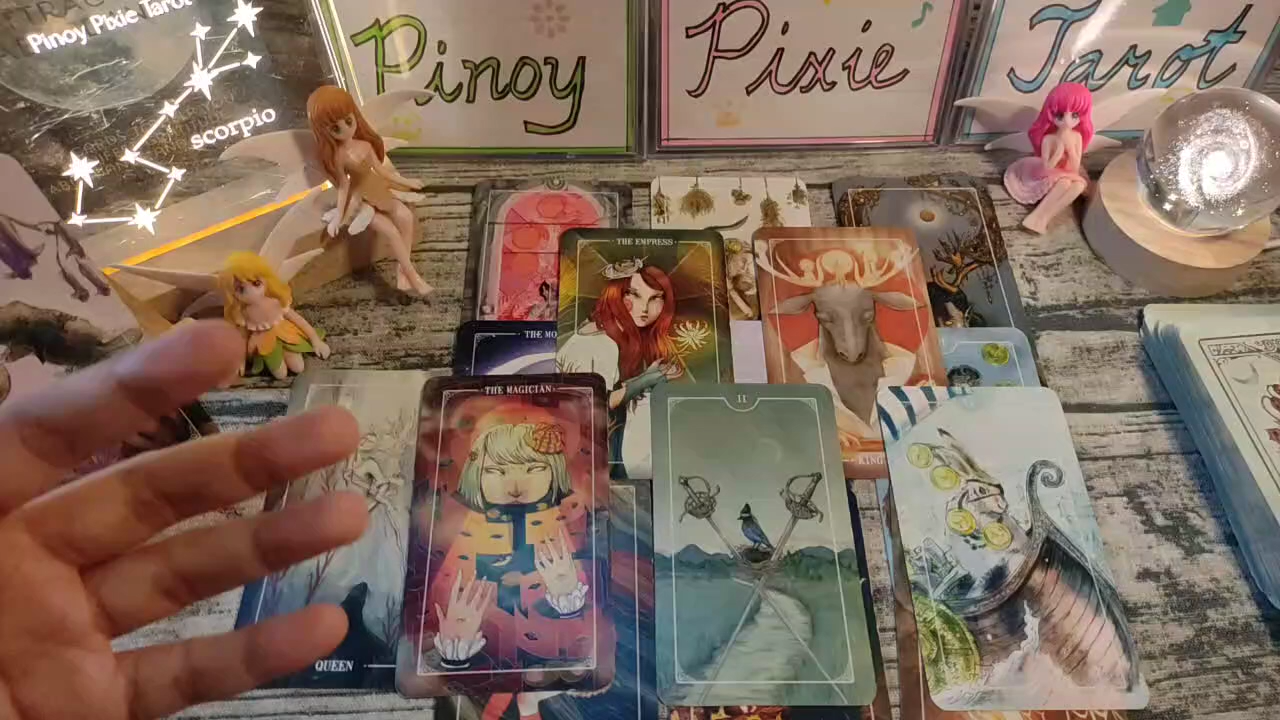 Pinoy Pixie Tarot
scorpio
Pinoy
Pixie
Tarot
THE EMPRESS
THE MO
KING
THE MAGICIAN
II
QUEEN